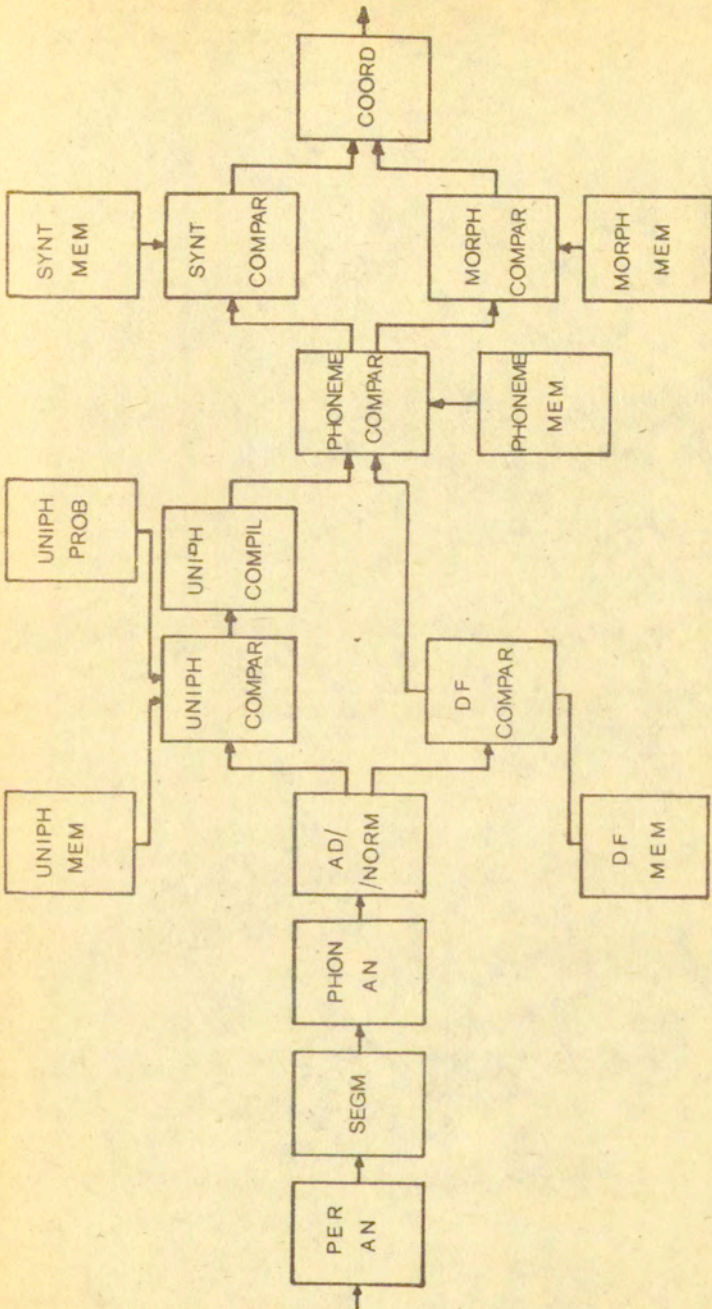 PER
AN
SEGM
PHON
AN
AD/
/NORM
DF
MEM
UNIPH
MEM
DF
COMPAR
UNIPH
COMPAR
UNIPH
PROB
UNIPH
COMPIL
PHONEME
MEM
PHONEME
COMPAR
MORPH
MEM
MORPH
COMPAR
SYNT
COMPAR
SYNT
MEM
COORD